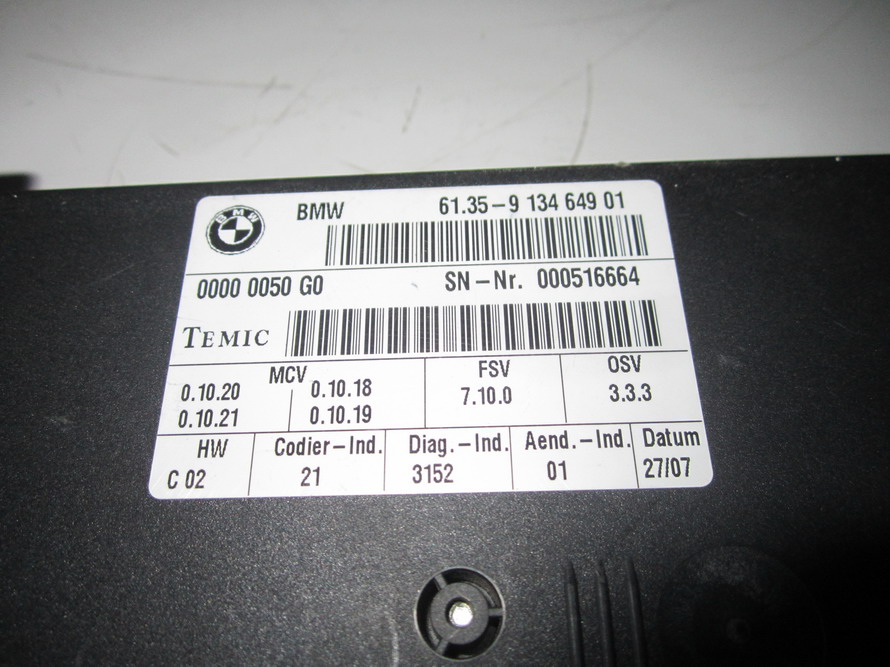 BMW
BMW 61.35-9 134 649 01
0000 0050 G0 SN-Nr. 000516664
TEMIC
MCV FSV OSV
0.10.20 0.10.18 7.10.0 3.3.3
0.10.21 0.10.19
HW Codier-Ind. Diag.-Ind. Aend.-Ind. Datum
C 02 21 3152 01 27/07